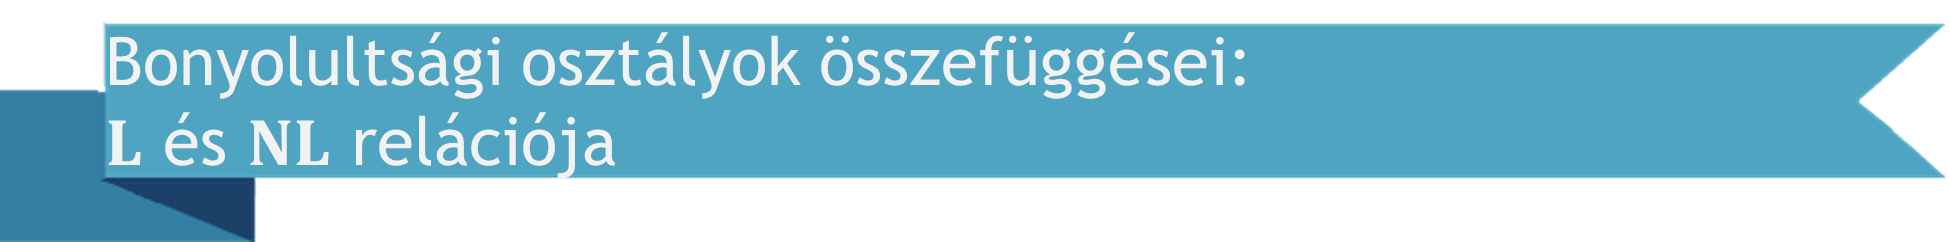 Bonyolultsági osztályok összefüggései:
L és NL relációja